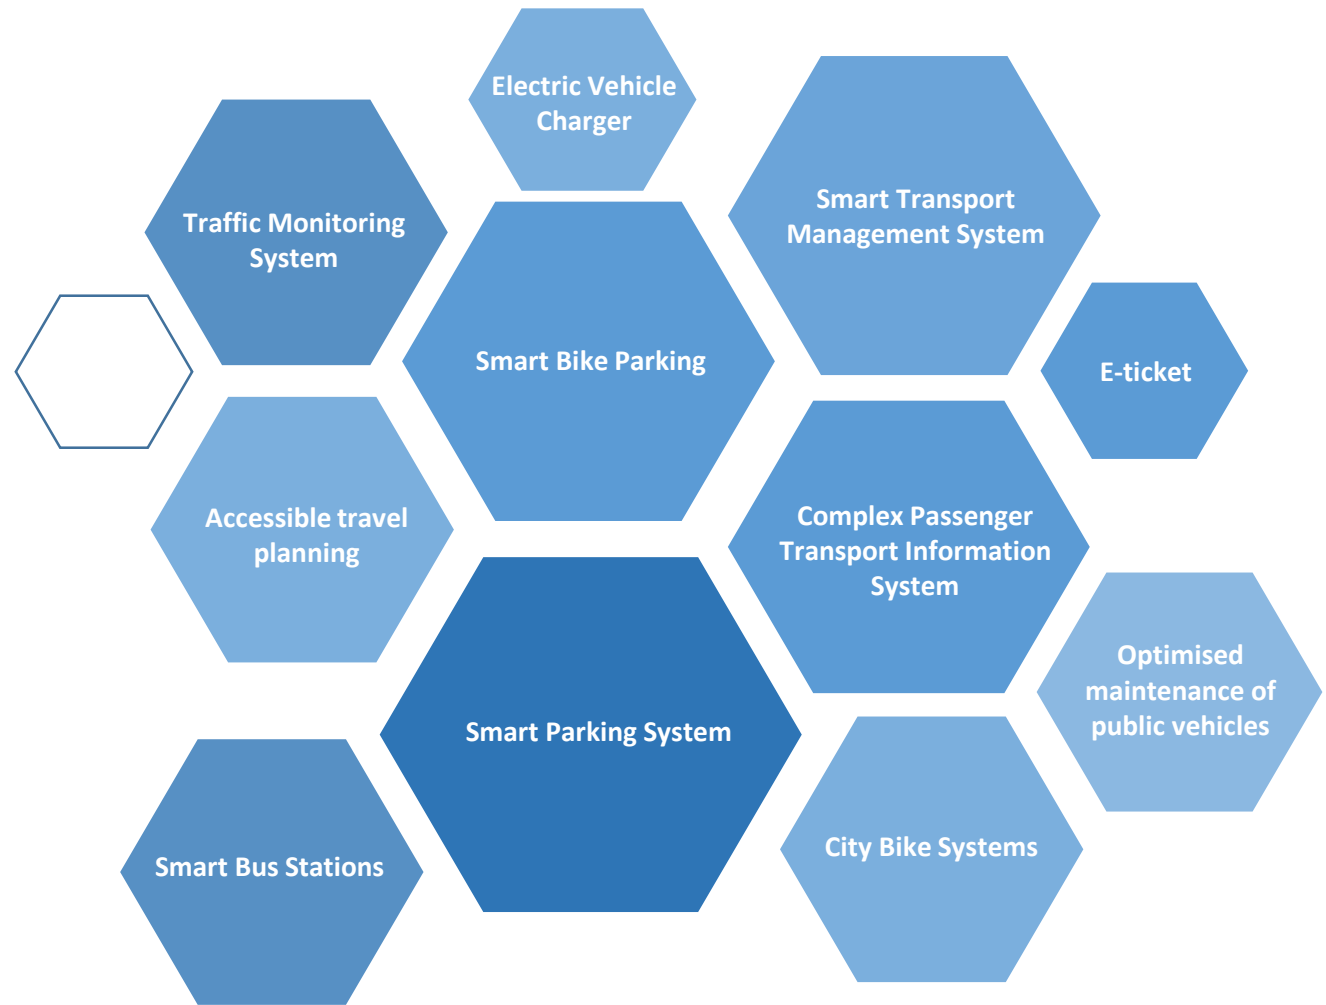 Electric Vehicle
Charger
Traffic Monitoring
System
Smart Transport
Management System
Smart Bike Parking
E-ticket
Accessible travel
planning
Complex Passenger
Transport Information
System
Optimised
maintenance of
public vehicles
Smart Parking System
City Bike Systems
Smart Bus Stations